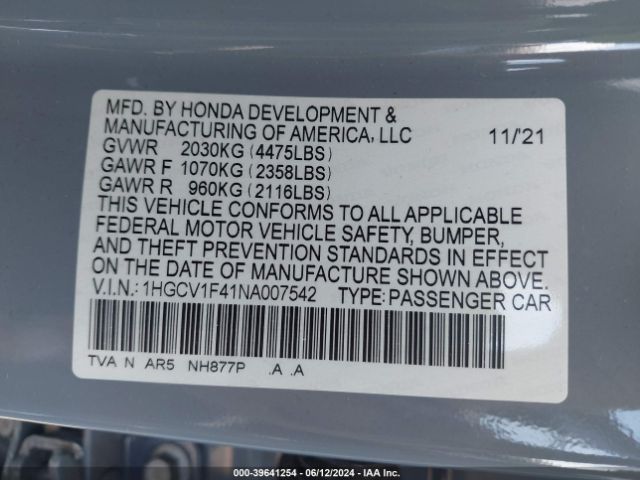 MFD. BY HONDA DEVELOPMENT &
MANUFACTURING OF AMERICA, LLC 11/'21
GVWR 2030KG (4475LBS)
GAWR F 1070KG (2358LBS)
GAWR R 960KG (2116LBS)
THIS VEHICLE CONFORMS TO ALL APPLICABLE
FEDERAL MOTOR VEHICLE SAFETY, BUMPER,
AND THEFT PREVENTION STANDARDS IN EFFECT
ON THE DATE OF MANUFACTURE SHOWN ABOVE.
V.I.N.: 1HGCV1F41NA007542 TYPE: PASSENGER CAR
TVA N AR5 NH877P .A .A
000-39641254 - 06/12/2024 - IAA Inc.